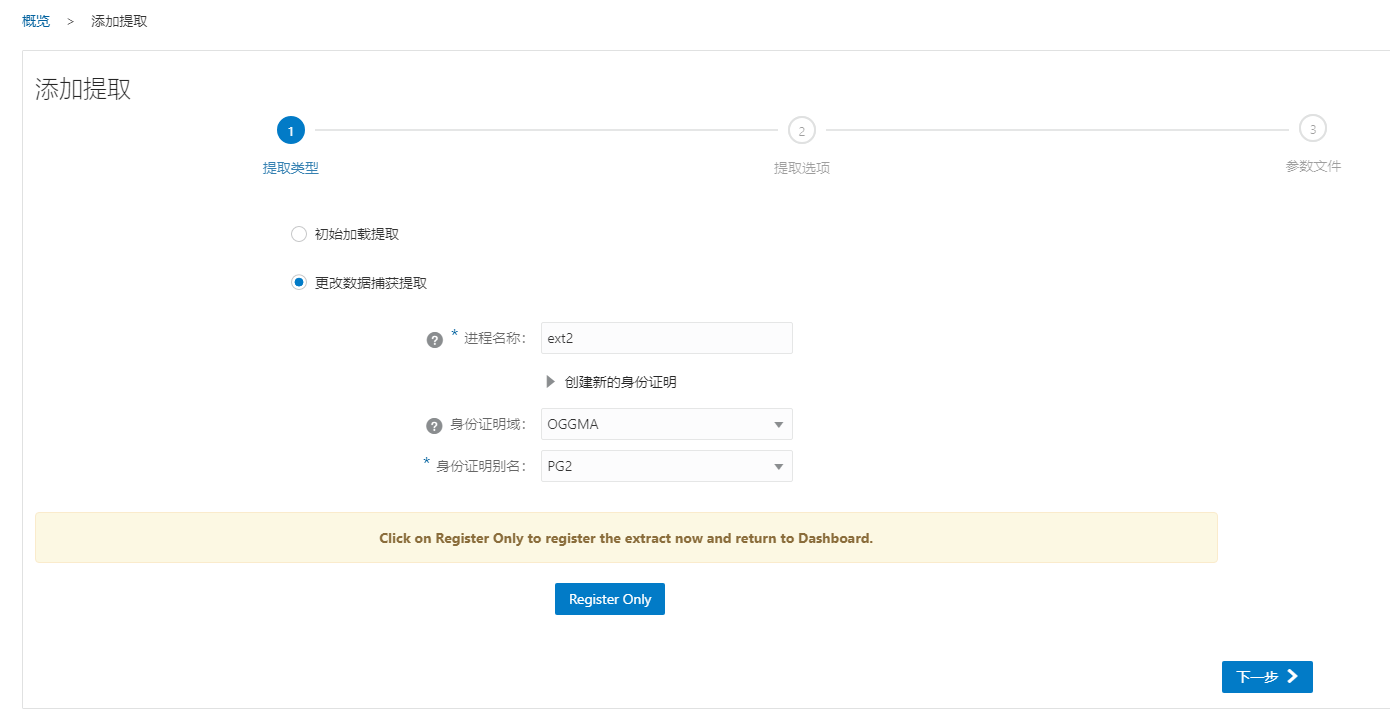 概览 > 添加提取
添加提取
1
2
3
提取类型
提取选项
参数文件
初始加载提取
更改数据捕获提取
? * 进程名称: ext2
创建新的身份证明
? 身份证明域: OGGMA
* 身份证明别名: PG2
Click on Register Only to register the extract now and return to Dashboard.
Register Only
下一步